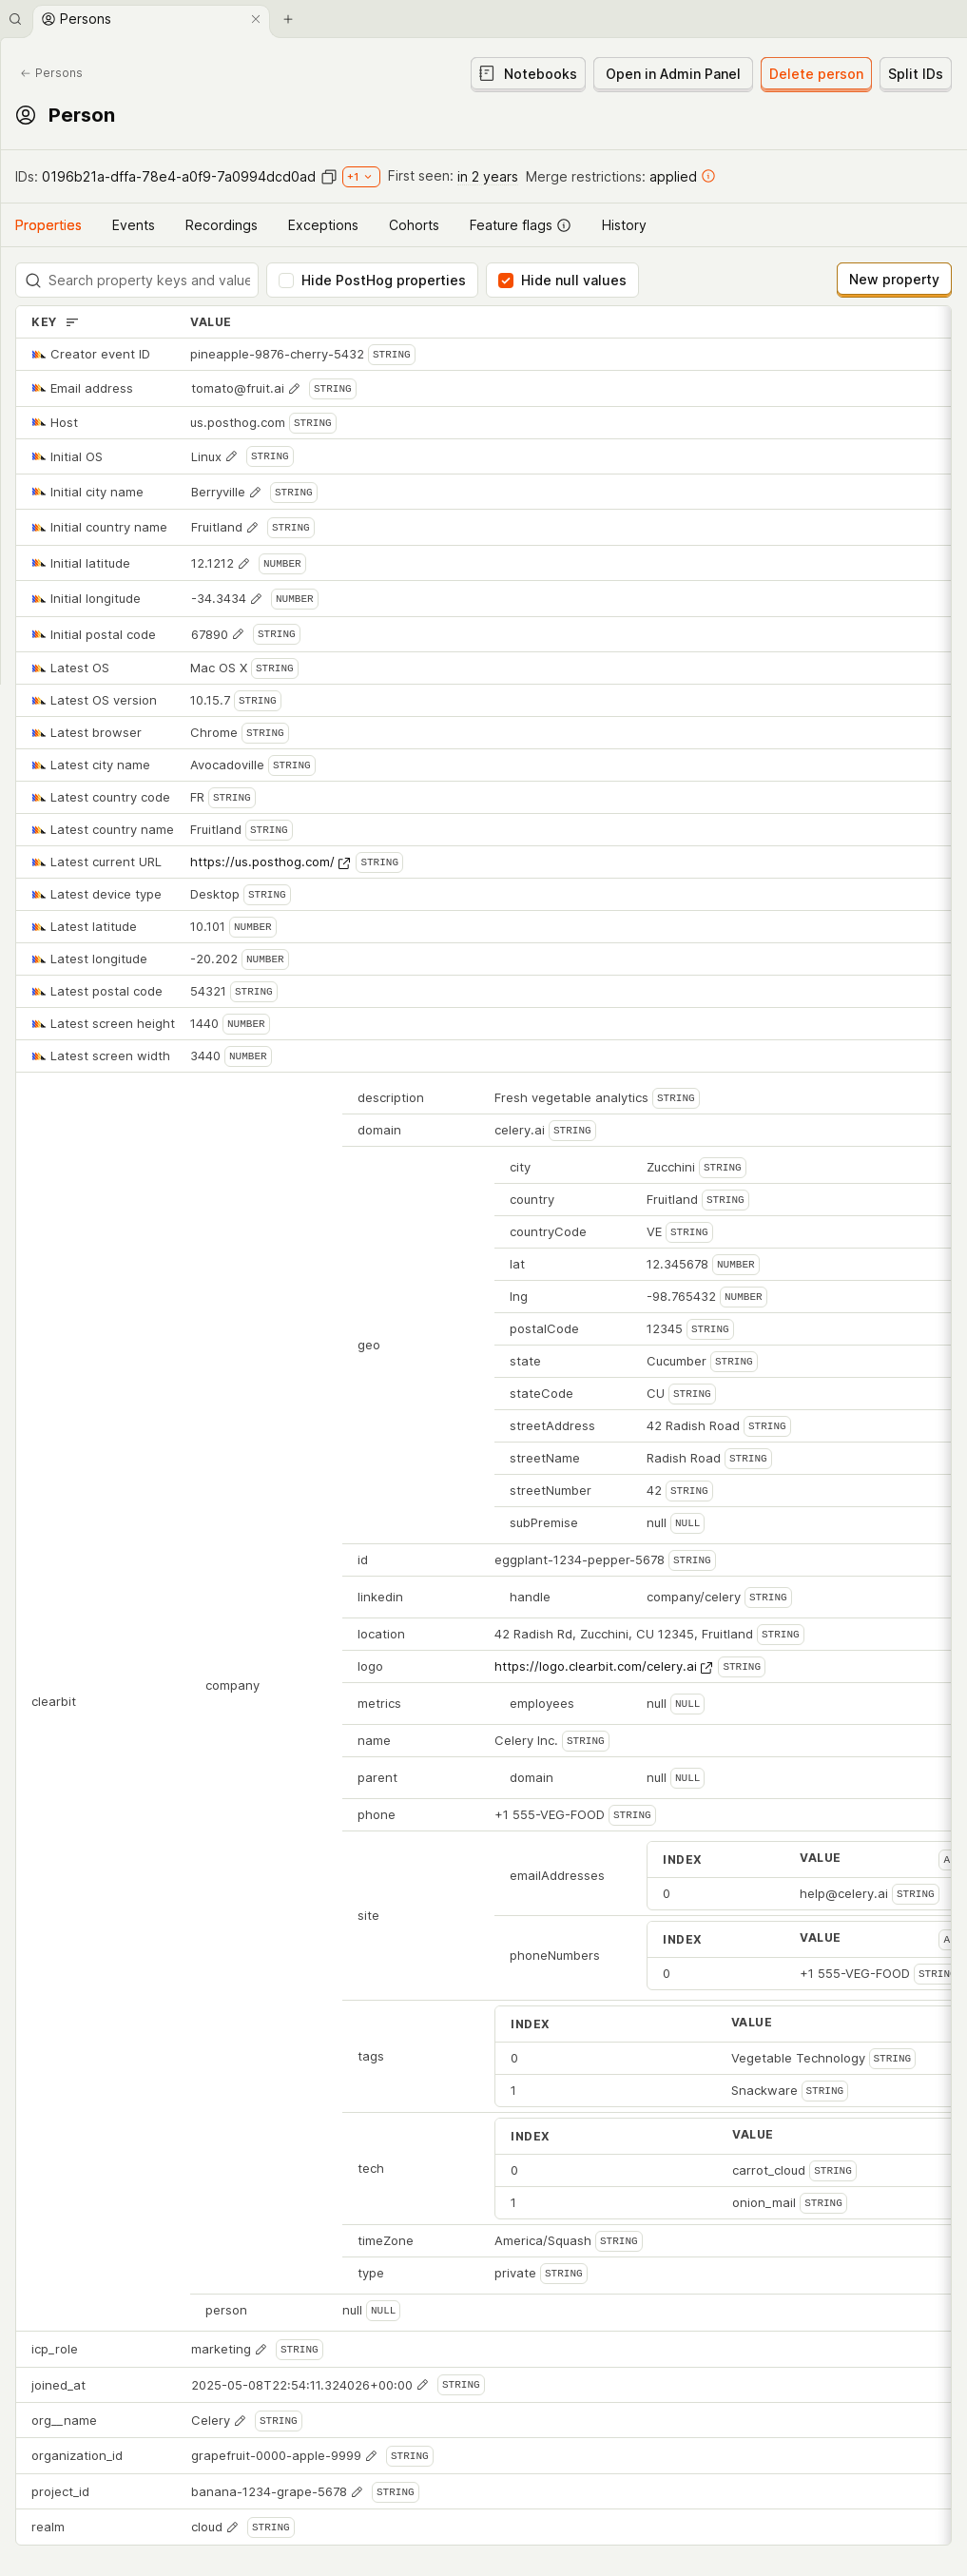 Persons
Persons
Notebooks
Open in Admin Panel
Delete person
Split IDs
Person
IDs: 0196b21a-dffa-78e4-a0f9-7a0994dcd0ad +1 First seen: in 2 years Merge restrictions: applied
Properties Events Recordings Exceptions Cohorts Feature flags History
Search property keys and value
Hide PostHog properties
Hide null values
New property
KEY VALUE
Creator event ID pineapple-9876-cherry-5432 STRING
Email address tomato@fruit.ai STRING
Host us.posthog.com STRING
Initial OS Linux STRING
Initial city name Berryville STRING
Initial country name Fruitland STRING
Initial latitude 12.1212 NUMBER
Initial longitude -34.3434 NUMBER
Initial postal code 67890 STRING
Latest OS Mac OS X STRING
Latest OS version 10.15.7 STRING
Latest browser Chrome STRING
Latest city name Avocadoville STRING
Latest country code FR STRING
Latest country name Fruitland STRING
Latest current URL https://us.posthog.com/ STRING
Latest device type Desktop STRING
Latest latitude 10.101 NUMBER
Latest longitude -20.202 NUMBER
Latest postal code 54321 STRING
Latest screen height 1440 NUMBER
Latest screen width 3440 NUMBER
clearbit
company
description Fresh vegetable analytics STRING
domain celery.ai STRING
geo
city Zucchini STRING
country Fruitland STRING
countryCode VE STRING
lat 12.345678 NUMBER
lng -98.765432 NUMBER
postalCode 12345 STRING
state Cucumber STRING
stateCode CU STRING
streetAddress 42 Radish Road STRING
streetName Radish Road STRING
streetNumber 42 STRING
subPremise null NULL
id eggplant-1234-pepper-5678 STRING
linkedin handle company/celery STRING
location 42 Radish Rd, Zucchini, CU 12345, Fruitland STRING
logo https://logo.clearbit.com/celery.ai STRING
metrics employees null NULL
name Celery Inc. STRING
parent domain null NULL
phone +1 555-VEG-FOOD STRING
site
emailAddresses
INDEX VALUE A
0 help@celery.ai STRING
phoneNumbers
INDEX VALUE A
0 +1 555-VEG-FOOD STRING
tags
INDEX VALUE
0 Vegetable Technology STRING
1 Snackware STRING
tech
INDEX VALUE
0 carrot_cloud STRING
1 onion_mail STRING
timeZone America/Squash STRING
type private STRING
person null NULL
icp_role marketing STRING
joined_at 2025-05-08T22:54:11.324026+00:00 STRING
org__name Celery STRING
organization_id grapefruit-0000-apple-9999 STRING
project_id banana-1234-grape-5678 STRING
realm cloud STRING